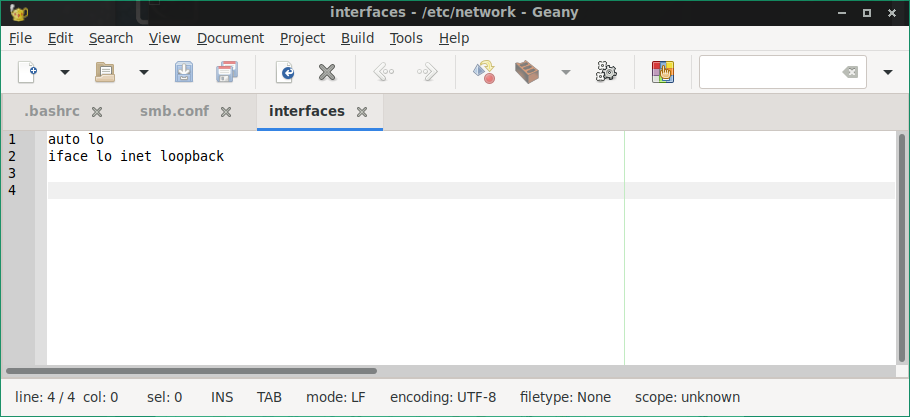 interfaces - /etc/network - Geany
File Edit Search View Document Project Build Tools Help
.bashrc smb.conf interfaces
1 auto lo
2 iface lo inet loopback
3
4
line: 4 / 4 col: 0 sel: 0 INS TAB mode: LF encoding: UTF-8 filetype: None scope: unknown